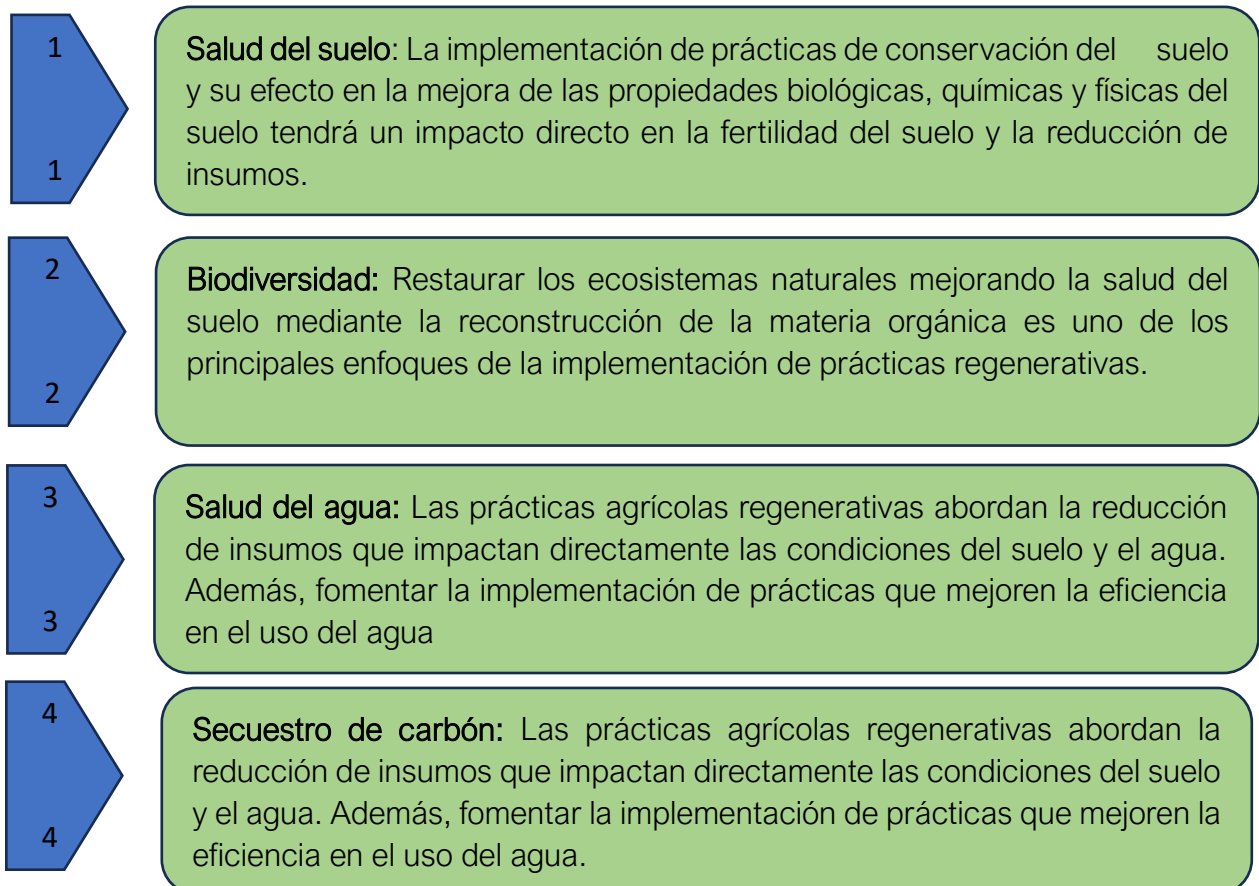 1
Salud del suelo: La implementación de prácticas de conservación del suelo
y su efecto en la mejora de las propiedades biológicas, químicas y físicas del
suelo tendrá un impacto directo en la fertilidad del suelo y la reducción de
insumos.
1
2
Biodiversidad: Restaurar los ecosistemas naturales mejorando la salud del
suelo mediante la reconstrucción de la materia orgánica es uno de los
principales enfoques de la implementación de prácticas regenerativas.
2
3
Salud del agua: Las prácticas agrícolas regenerativas abordan la reducción
de insumos que impactan directamente las condiciones del suelo y el agua.
Además, fomentar la implementación de prácticas que mejoren la eficiencia
en el uso del agua
3
4
Secuestro de carbón: Las prácticas agrícolas regenerativas abordan la
reducción de insumos que impactan directamente las condiciones del suelo
y el agua. Además, fomentar la implementación de prácticas que mejoren la
eficiencia en el uso del agua.
4